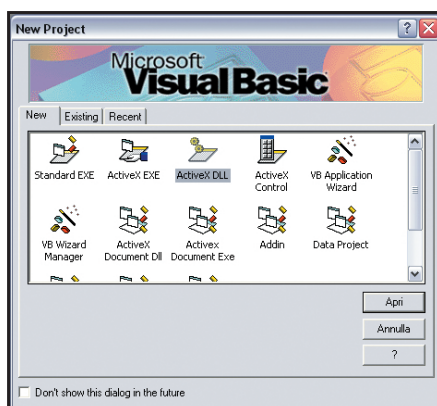 New Project
?
Microsoft
Visual Basic
New Existing Recent
Standard EXE ActiveX EXE ActiveX DLL ActiveX Control VB Application Wizard
VB Wizard Manager ActiveX Document Dll Activex Document Exe Addin Data Project
Apri
Annulla
?
Don't show this dialog in the future